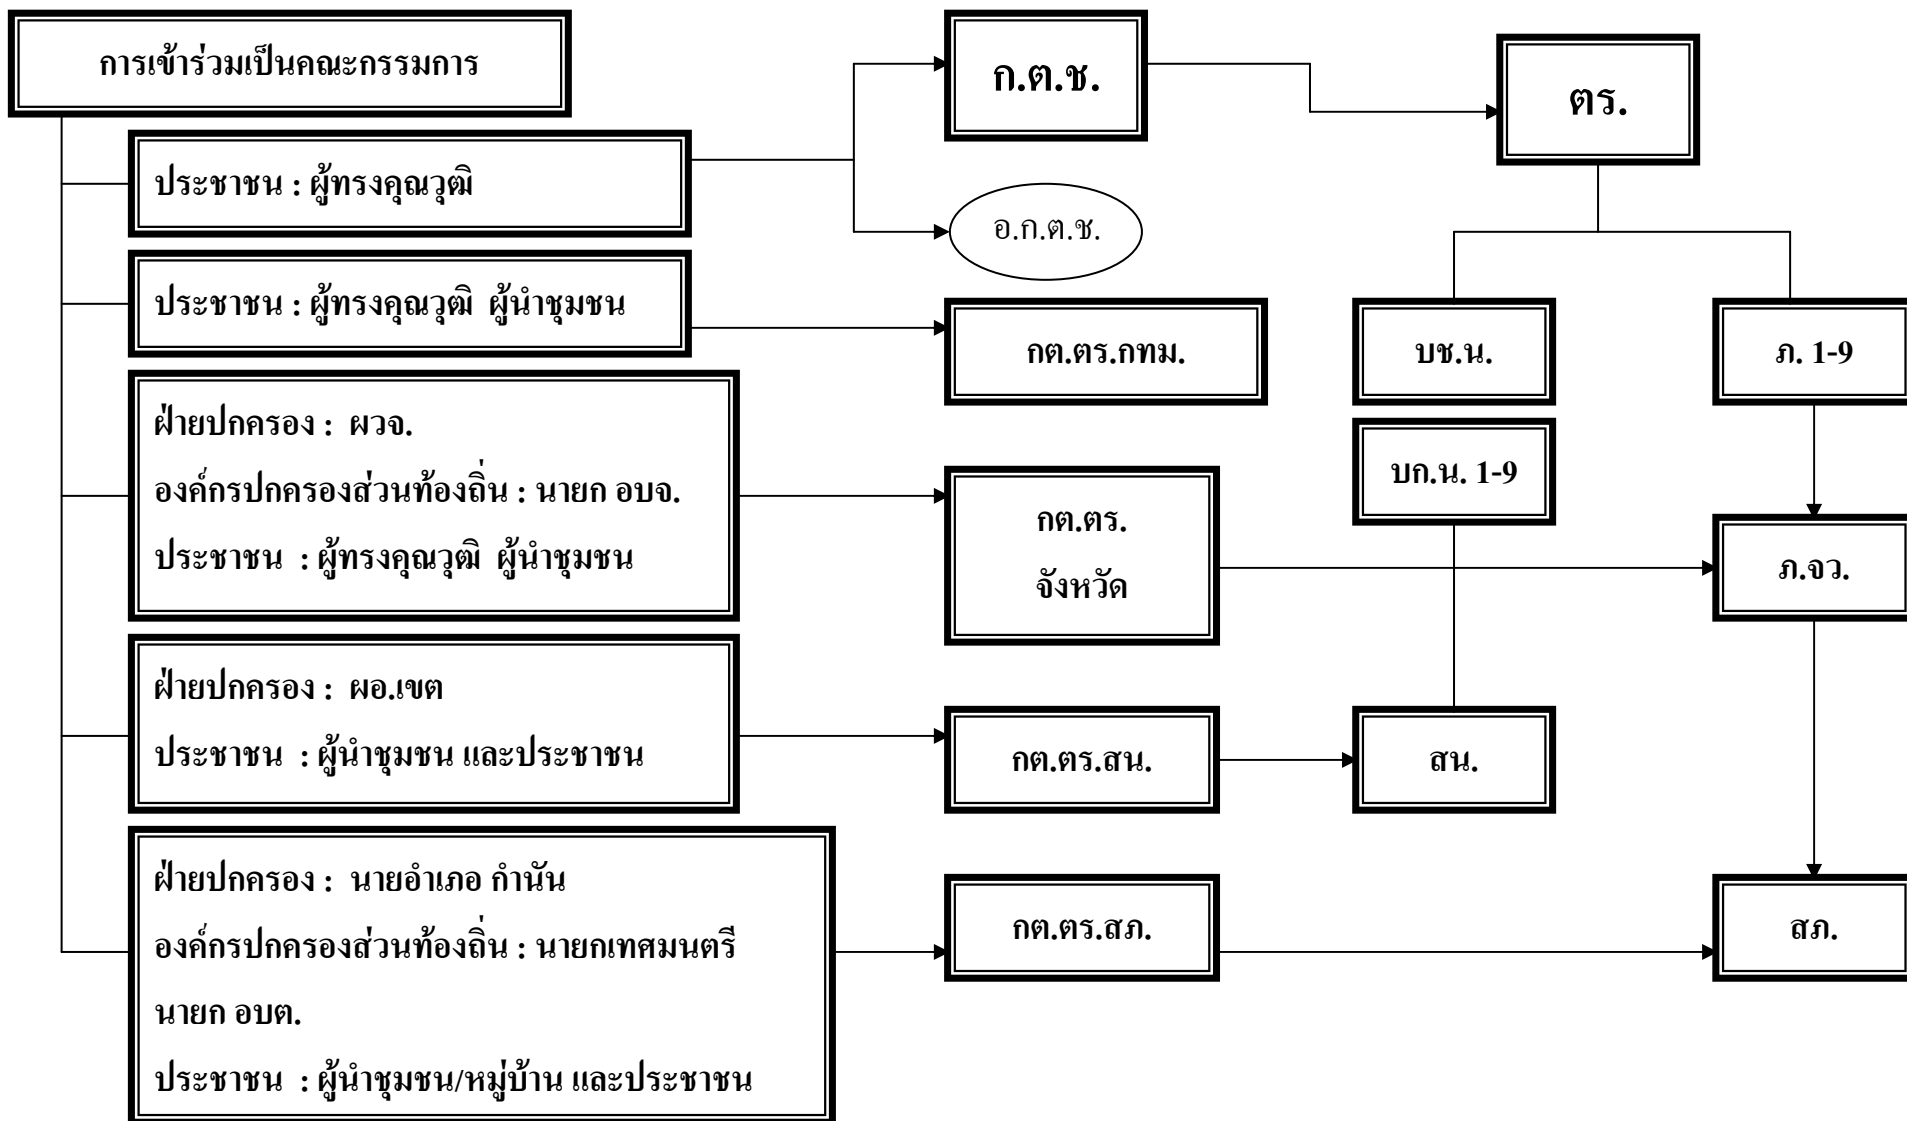 การเข้าร่วมเป็นคณะกรรมการ
ประชาชน : ผู้ทรงคุณวุฒิ
ประชาชน : ผู้ทรงคุณวุฒิ ผู้นำชุมชน
ฝ่ายปกครอง : ผวจ.
องค์กรปกครองส่วนท้องถิ่น : นายก อบจ.
ประชาชน : ผู้ทรงคุณวุฒิ ผู้นำชุมชน
ฝ่ายปกครอง : ผอ.เขต
ประชาชน : ผู้นำชุมชน และประชาชน
ฝ่ายปกครอง : นายอำเภอ กำนัน
องค์กรปกครองส่วนท้องถิ่น : นายกเทศมนตรี
นายก อบต.
ประชาชน : ผู้นำชุมชน/หมู่บ้าน และประชาชน
ก.ต.ช.
อ.ก.ต.ช.
กต.ตร.กทม.
กต.ตร.
จังหวัด
กต.ตร.สน.
กต.ตร.สภ.
ตร.
บช.น.
บก.น. 1-9
สน.
ภ. 1-9
ภ.จว.
สภ.